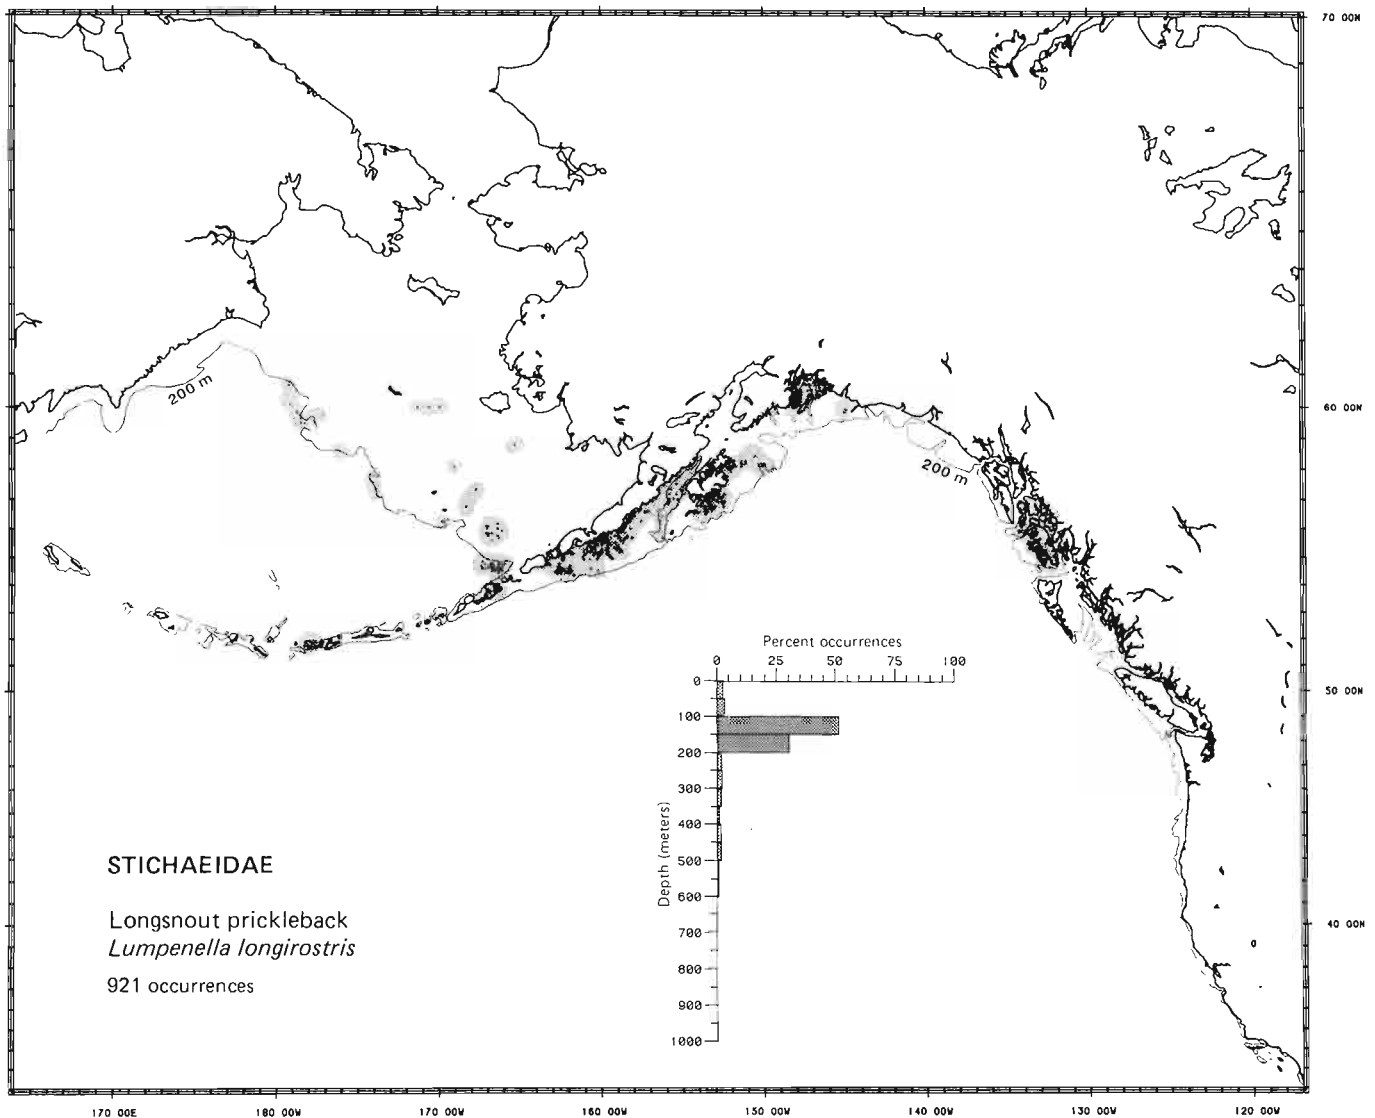 70 00N
200 m
60 00N
200 m
50 00N
Percent occurrences
0 25 50 75 100
0
100
200
300
400
500
600
700
800
900
1000
Depth (meters)
STICHAEIDAE
Longsnout prickleback
Lumpenella longirostris
921 occurrences
40 00N
170 00E 180 00W 170 00W 160 00W 150 00W 140 00W 130 00W 120 00W